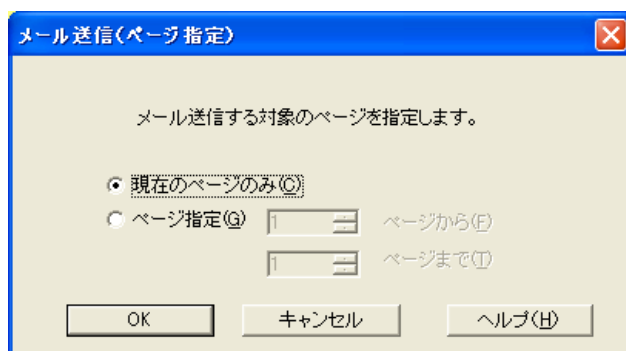 メール送信(ページ指定)
メール送信する対象のページを指定します。
現在のページのみ(C)
ページ指定(G) 1 ページから(F)
1 ページまで(T)
OK キャンセル ヘルプ(H)